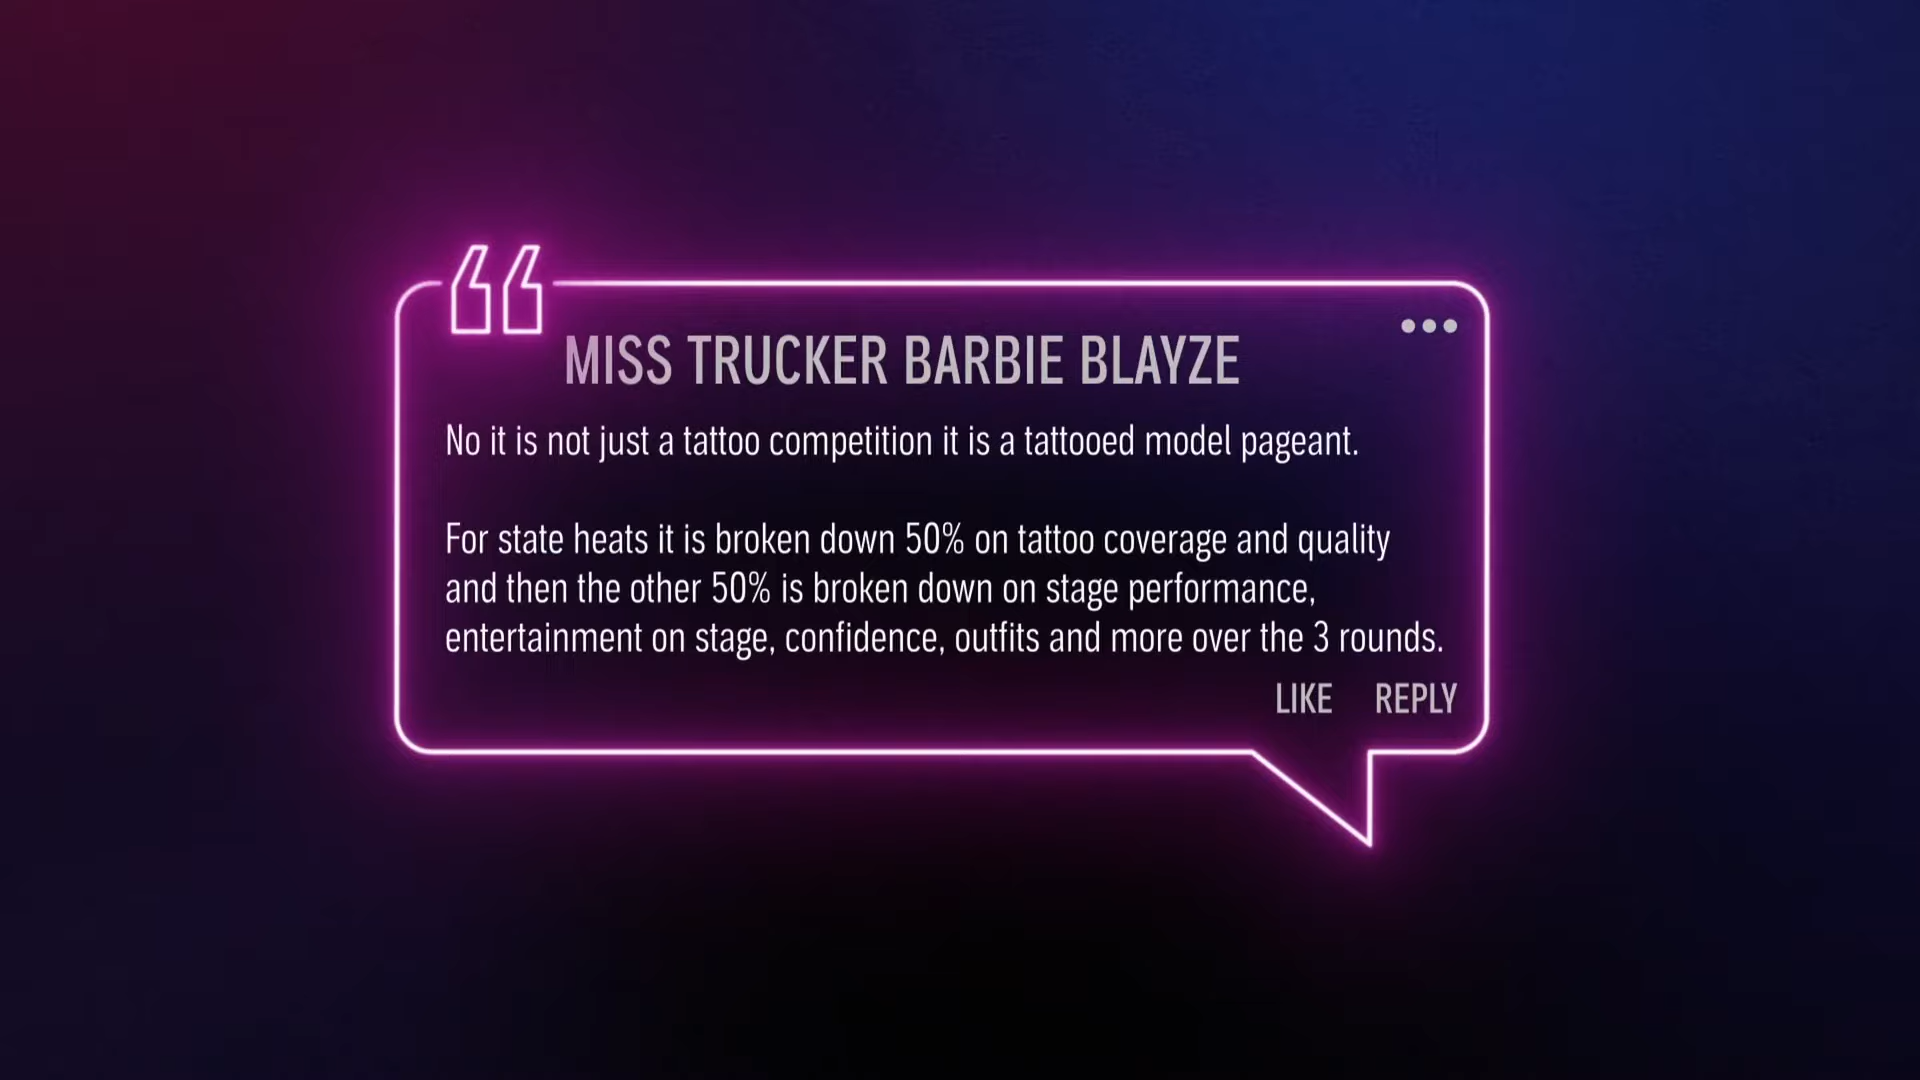 MISS TRUCKER BARBIE BLAYZE
No it is not just a tattoo competition it is a tattooed model pageant.
For state heats it is broken down 50% on tattoo coverage and quality
and then the other 50% is broken down on stage performance,
entertainment on stage, confidence, outfits and more over the 3 rounds.
LIKE REPLY